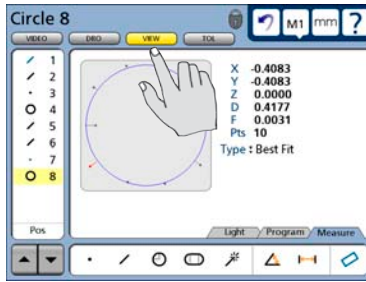 Circle 8
M1 mm ?
VIDEO DRO VIEW TOL
1
2
3
4
5
6
7
8
X -0.4083
Y -0.4083
Z 0.0000
D 0.4177
F 0.0031
Pts 10
Type : Best Fit
Pos
Light Program Measure